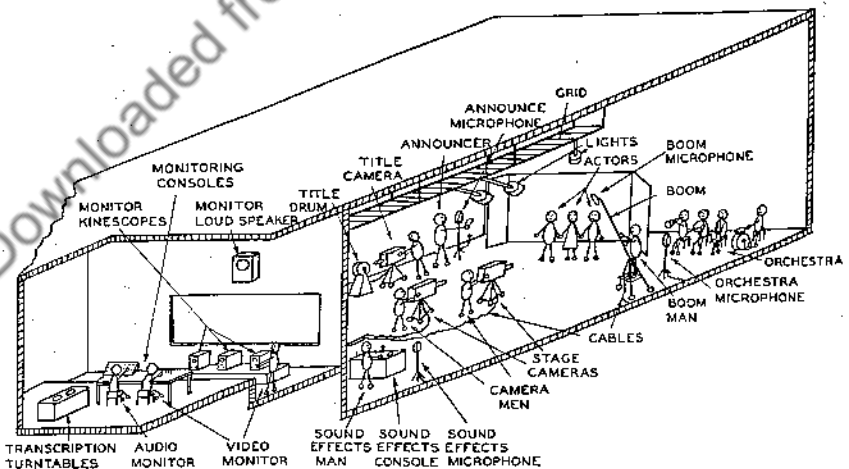 Downloaded from
GRID
ANNOUNCE
MICROPHONE
ANNOUNCER
LIGHTS
ACTORS
BOOM
MICROPHONE
TITLE
CAMERA
MONITORING
CONSOLES
BOOM
MONITOR
KINESCOPES
MONITOR
LOUD SPEAKER
TITLE
DRUM
ORCHESTRA
ORCHESTRA
MICROPHONE
BOOM
MAN
CABLES
STAGE
CAMERAS
CAMERA
MEN
TRANSCRIPTION
TURNTABLES
AUDIO
MONITOR
VIDEO
MONITOR
SOUND
EFFECTS
MAN
SOUND
EFFECTS
CONSOLE
SOUND
EFFECTS
MICROPHONE